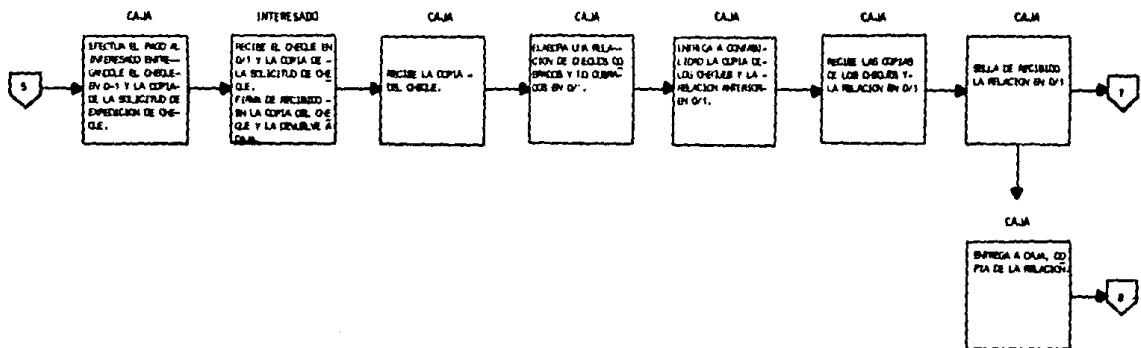 CAJA
EFECTUA EL PAGO AL
INTERESADO ENTRE-
GANDOLE EL CHEQUE-
EN O-1 Y LA COPIA-
DE LA SOLICITUD DE
EXPEDICION DE CHE-
QUE.
INTERESADO
RECIBE EL CHEQUE EN
O/1 Y LA COPIA DE -
LA SOLICITUD DE CHE
QUE.
FIRMA DE RECIBIDO -
EN LA COPIA DEL CHE
QUE Y LA DEVUELVE A
CAJA.
CAJA
RECIBE LA COPIA -
DEL CHEQUE.
CAJA
ELABORA UNA RELA-
CION DE CHEQUES CO
BRADOS Y NO COBRA-
DOS EN O/1.
CAJA
ENTREGA A CONTABI-
LIDAD LA COPIA DE-
LOS CHEQUES Y LA -
RELACION ANTERIOR-
EN O/1.
CAJA
RECIBE LAS COPIAS
DE LOS CHEQUES Y-
LA RELACION EN O/1
CAJA
SELLA DE RECIBIDO
LA RELACION EN O/1
5
7
CAJA
ENTREGA A CAJA, CO
PIA DE LA RELACION.